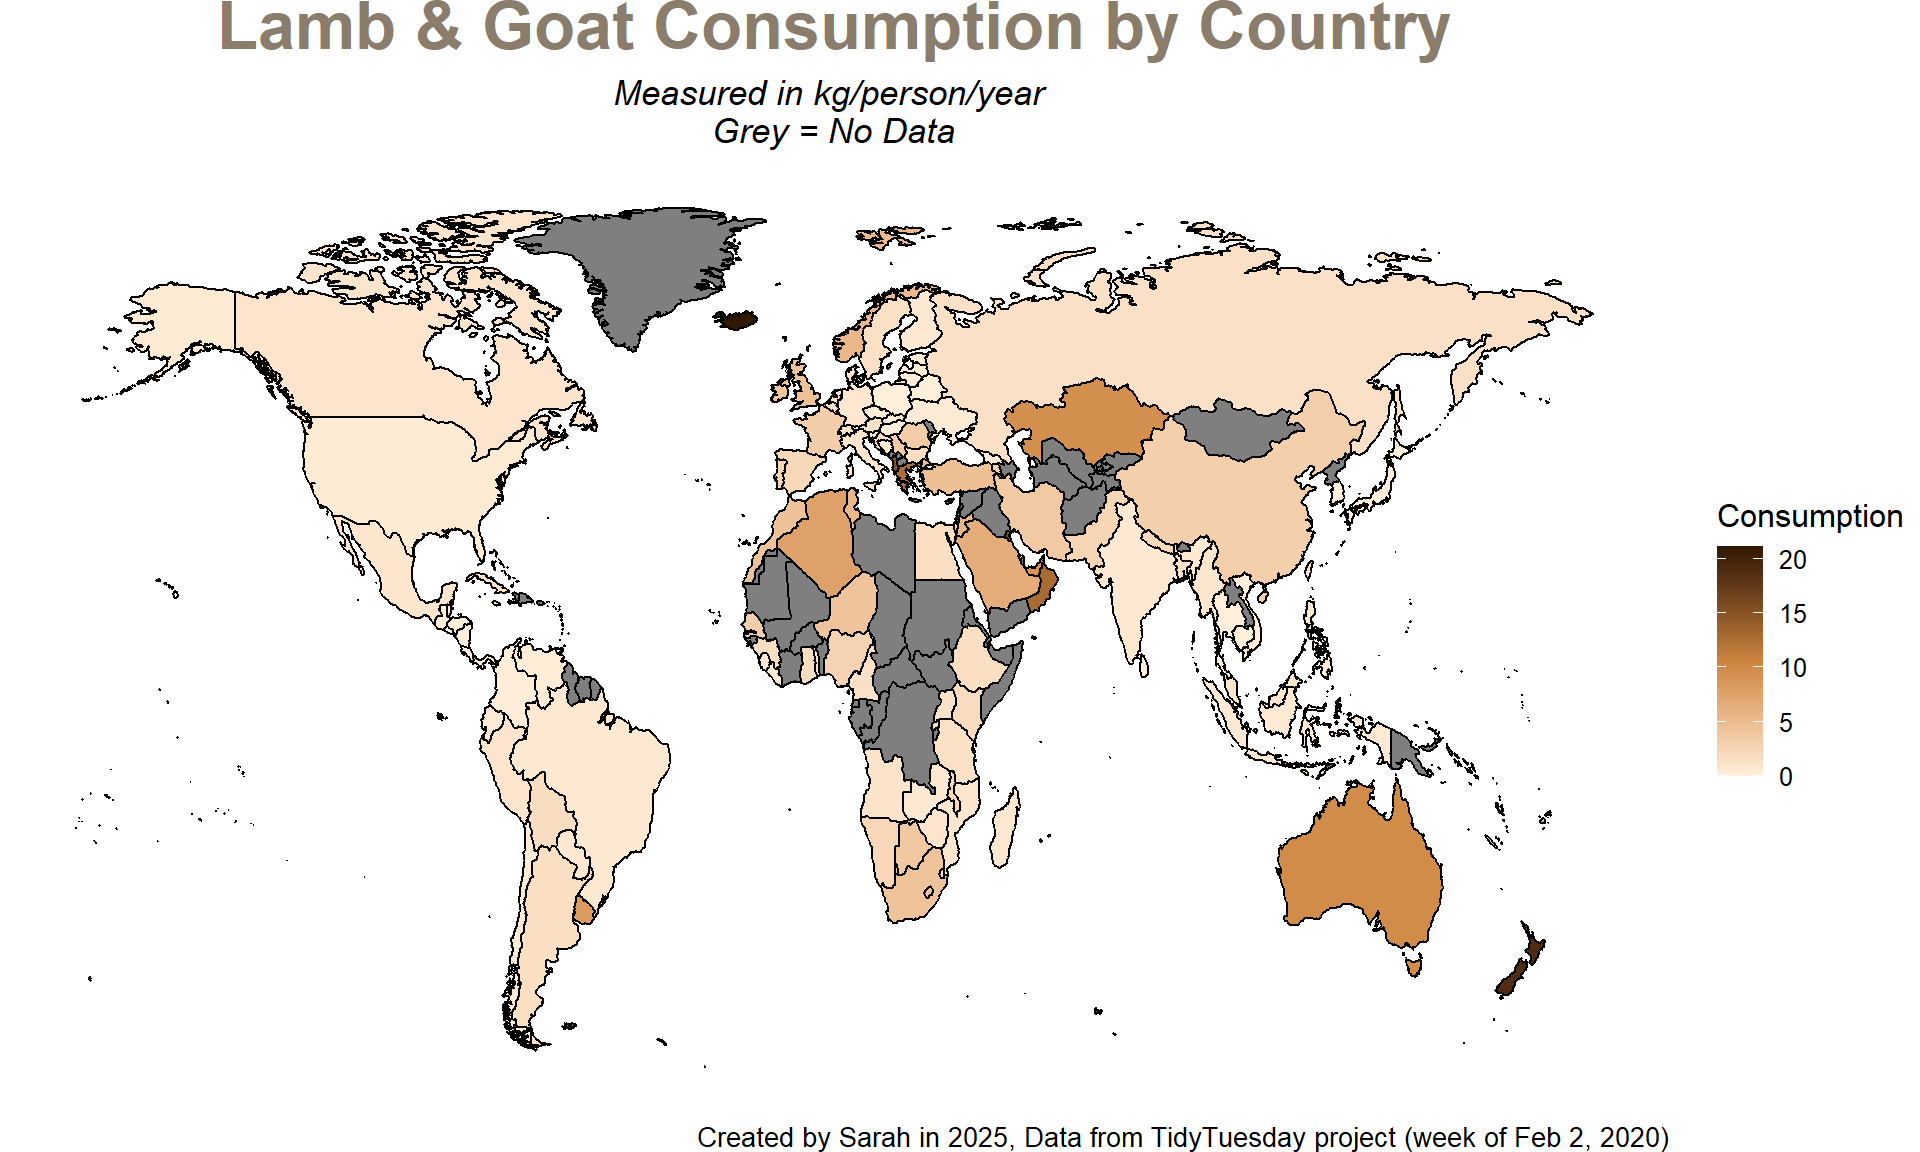 Lamb & Goat Consumption by Country
Measured in kg/person/year
Grey = No Data
Consumption
20
15
10
5
0
Created by Sarah in 2025, Data from TidyTuesday project (week of Feb 2, 2020)